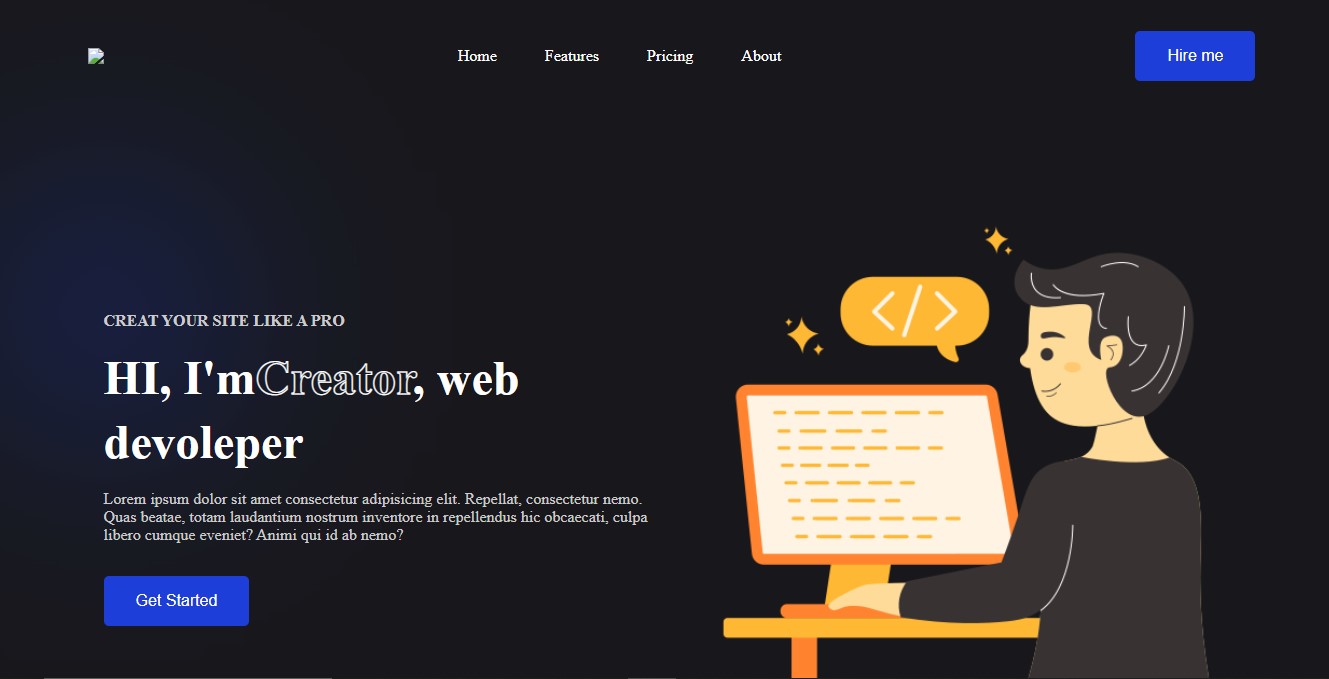 Home Features Pricing About Hire me
CREAT YOUR SITE LIKE A PRO
HI, I'mCreator, web
devoleper
Lorem ipsum dolor sit amet consectetur adipisicing elit. Repellat, consectetur nemo.
Quas beatae, totam laudantium nostrum inventore in repellendus hic obcaecati, culpa
libero cumque eveniet? Animi qui id ab nemo?
Get Started
</>